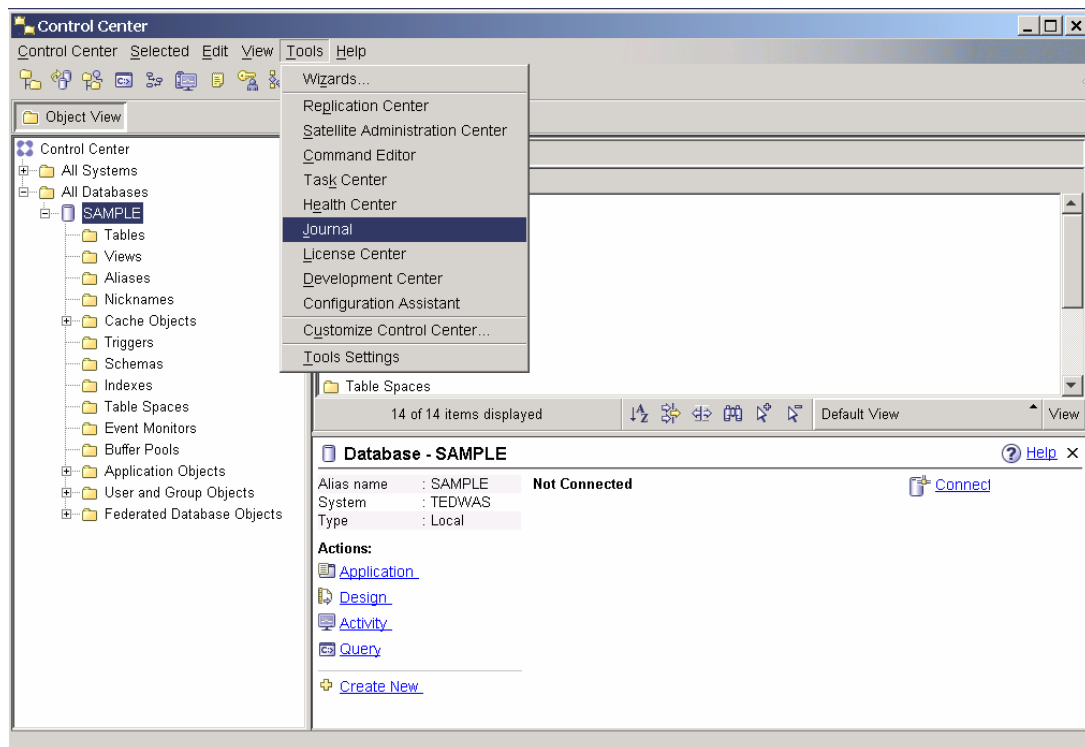 Control Center
Control Center Selected Edit View Tools Help
Wizards...
Replication Center
Satellite Administration Center
Command Editor
Task Center
Health Center
Journal
License Center
Development Center
Configuration Assistant
Customize Control Center...
Tools Settings
Object View
Control Center
All Systems
All Databases
SAMPLE
Tables
Views
Aliases
Nicknames
Cache Objects
Triggers
Schemas
Indexes
Table Spaces
Event Monitors
Buffer Pools
Application Objects
User and Group Objects
Federated Database Objects
Table Spaces
14 of 14 items displayed Default View View
Database - SAMPLE Help
Alias name : SAMPLE Not Connected Connect
System : TEDWAS
Type : Local
Actions:
Application
Design
Activity
Query
Create New